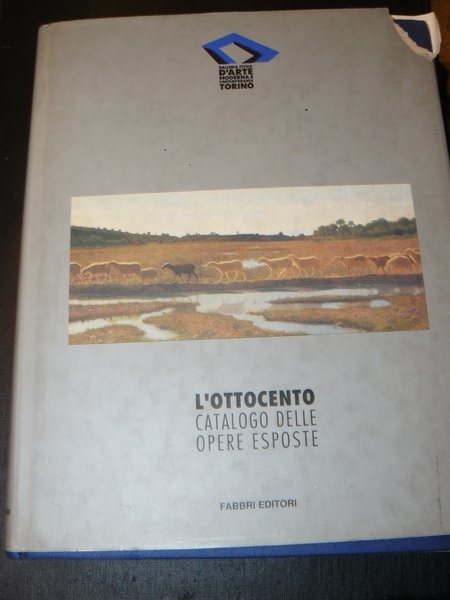 GALLERIA CIVICA
D'ARTE
MODERNA E
CONTEMPORANEA
TORINO
L'OTTOCENTO
CATALOGO DELLE
OPERE ESPOSTE
FABBRI EDITORI